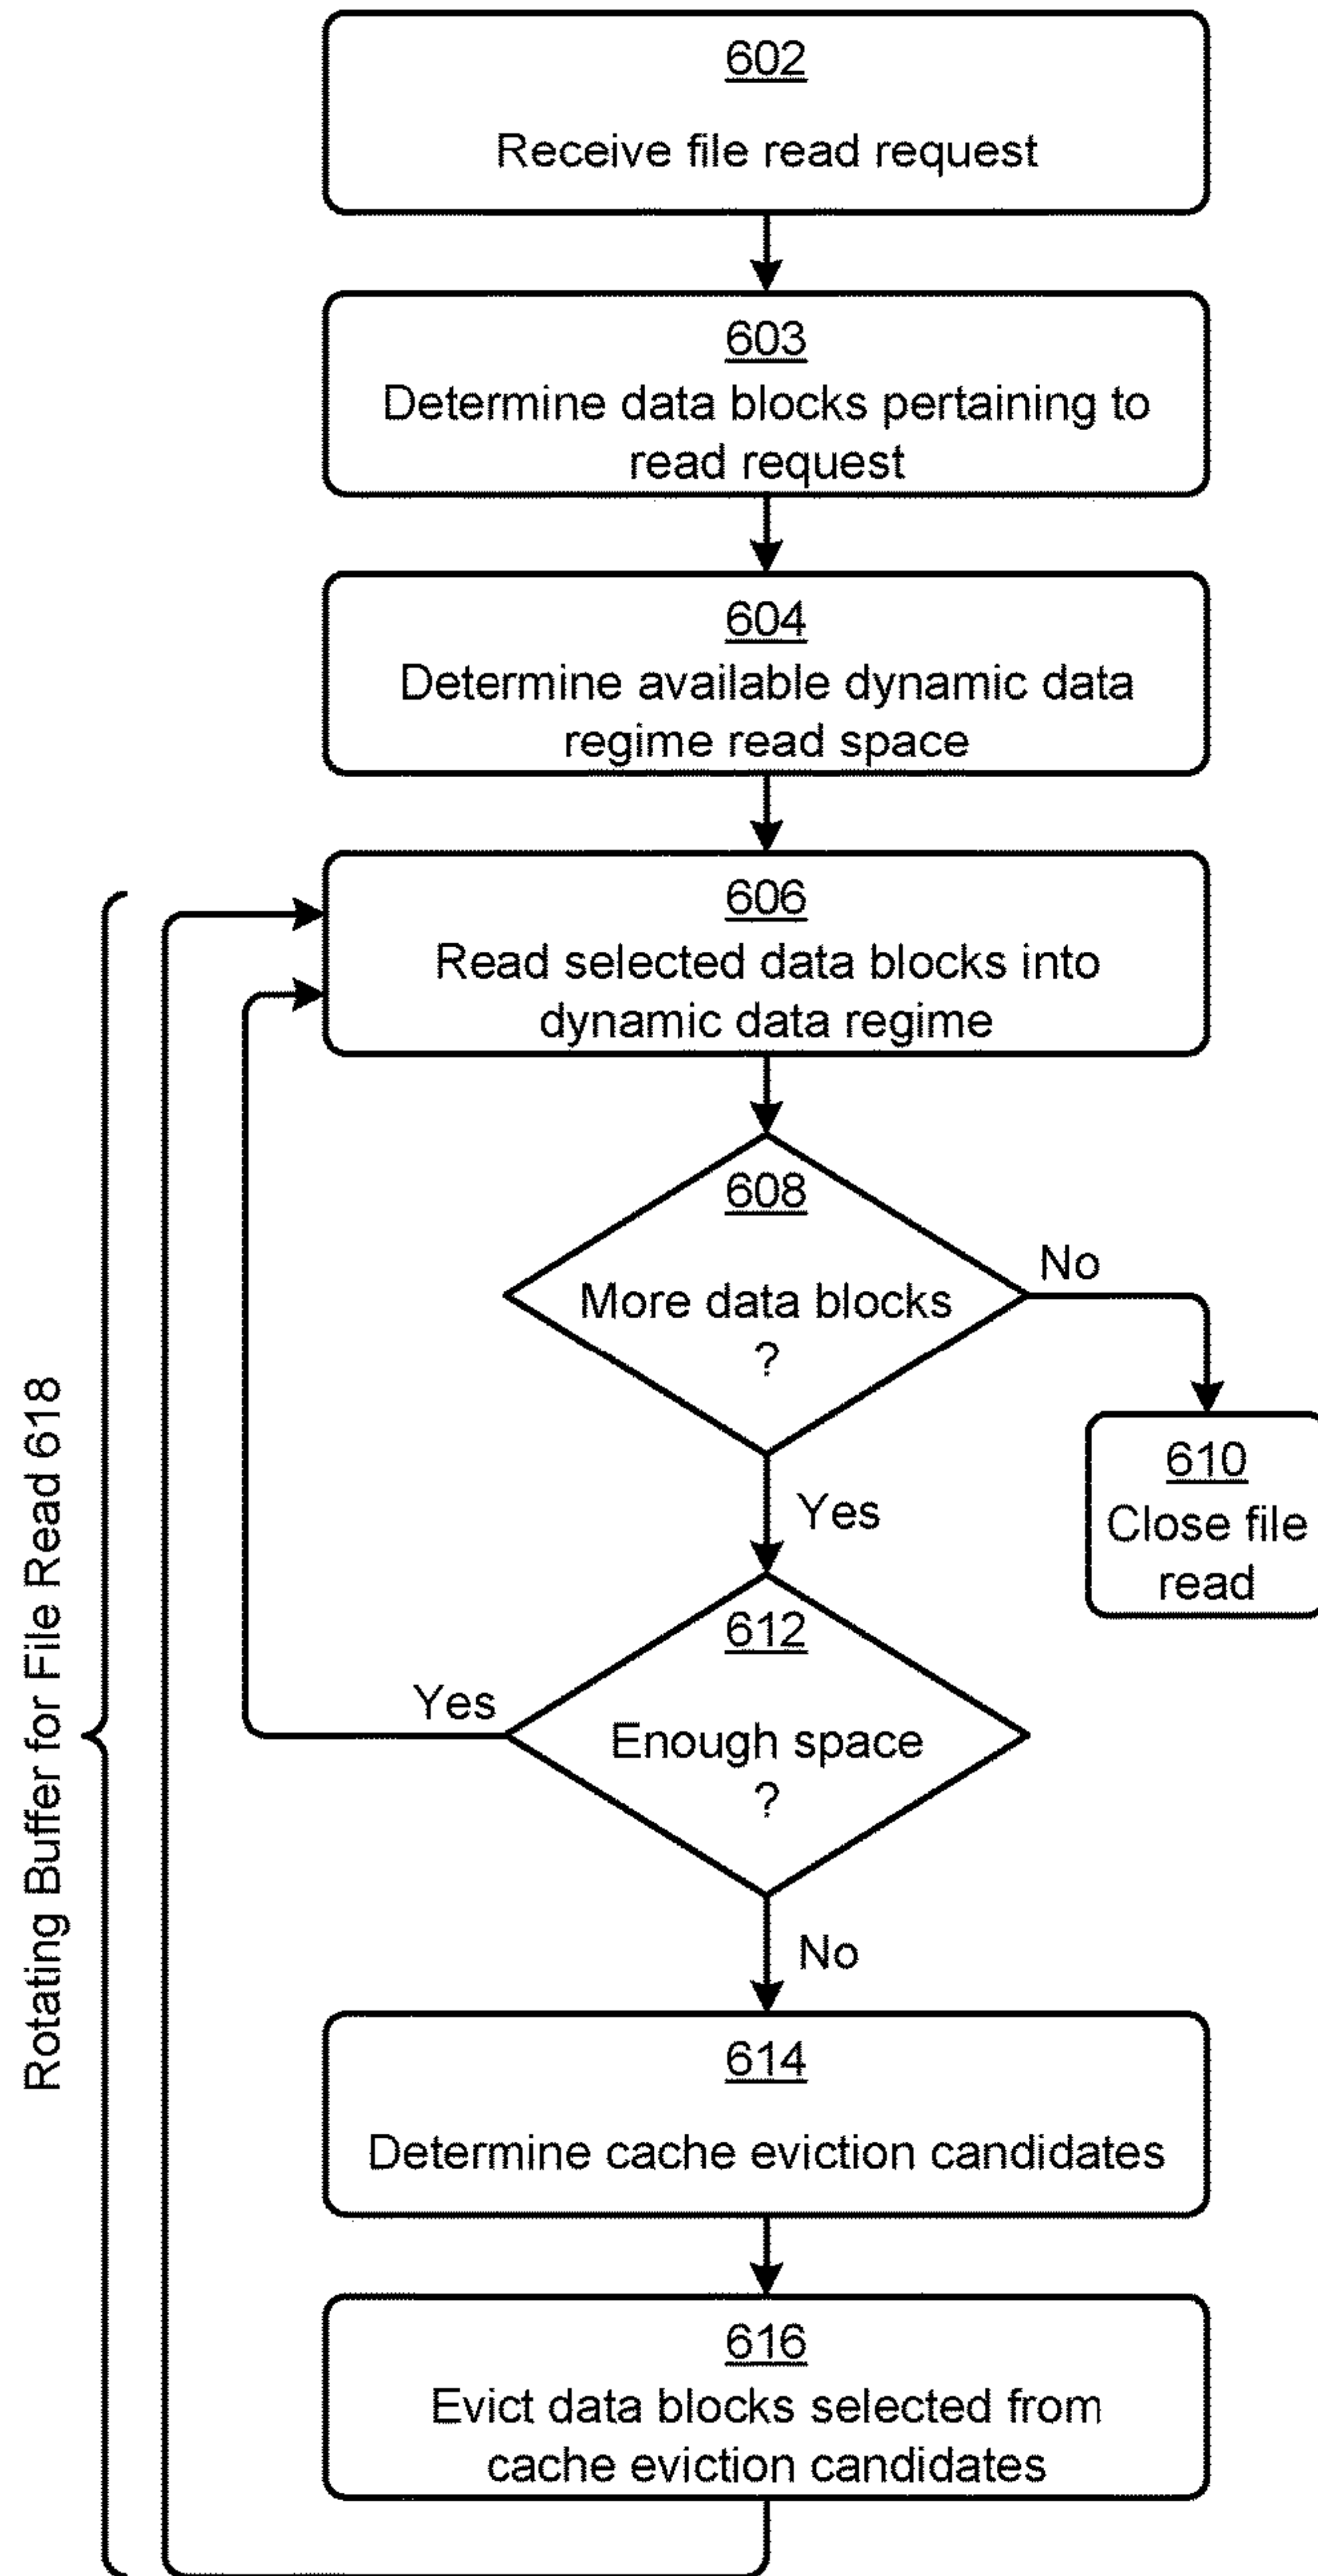 602
Receive file read request
603
Determine data blocks pertaining to
read request
604
Determine available dynamic data
regime read space
606
Read selected data blocks into
dynamic data regime
608
More data blocks
?
No
610
Close file
read
Yes
612
Enough space
?
Yes
No
614
Determine cache eviction candidates
616
Evict data blocks selected from
cache eviction candidates
Rotating Buffer for File Read 618